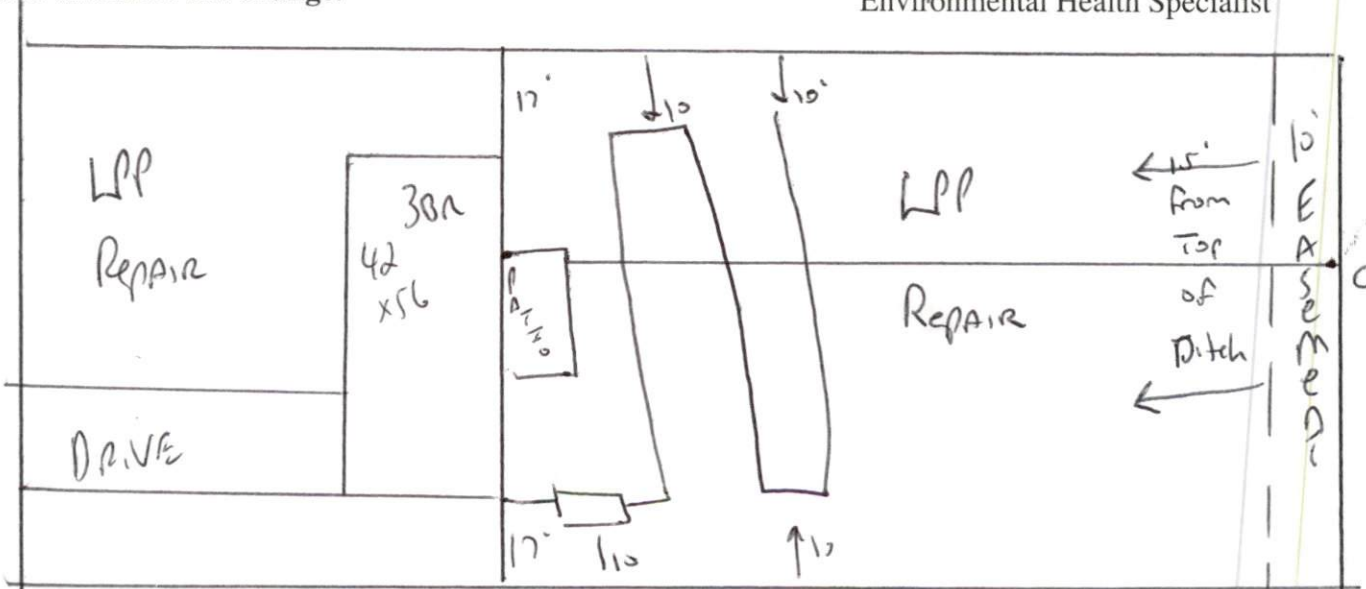 Environmental Health Specialist
17'
10
10'
LPP
Repair
3BR
42
x56
PATIO
LPP
Repair
15'
from
Top
of
Ditch
10'
EASEMENT
DRIVE
17'
10
10